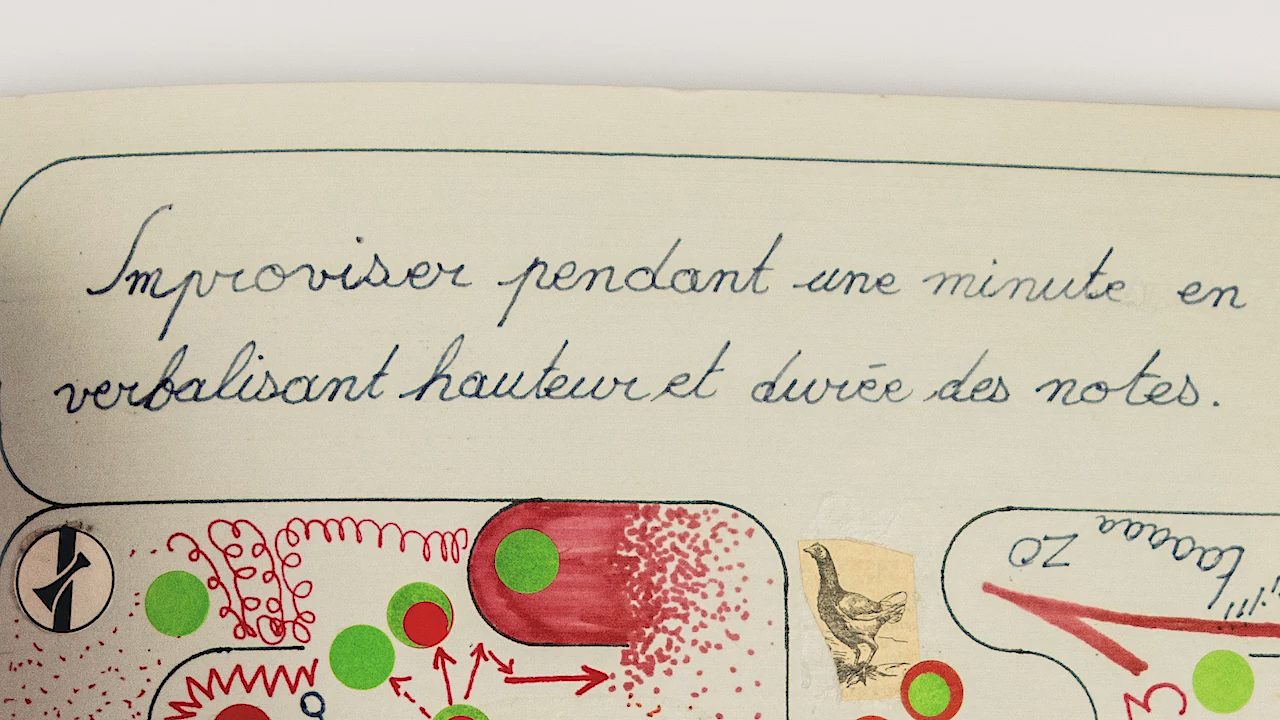 Improviser pendant une minute en
verbalisant hauteur et durée des notes.